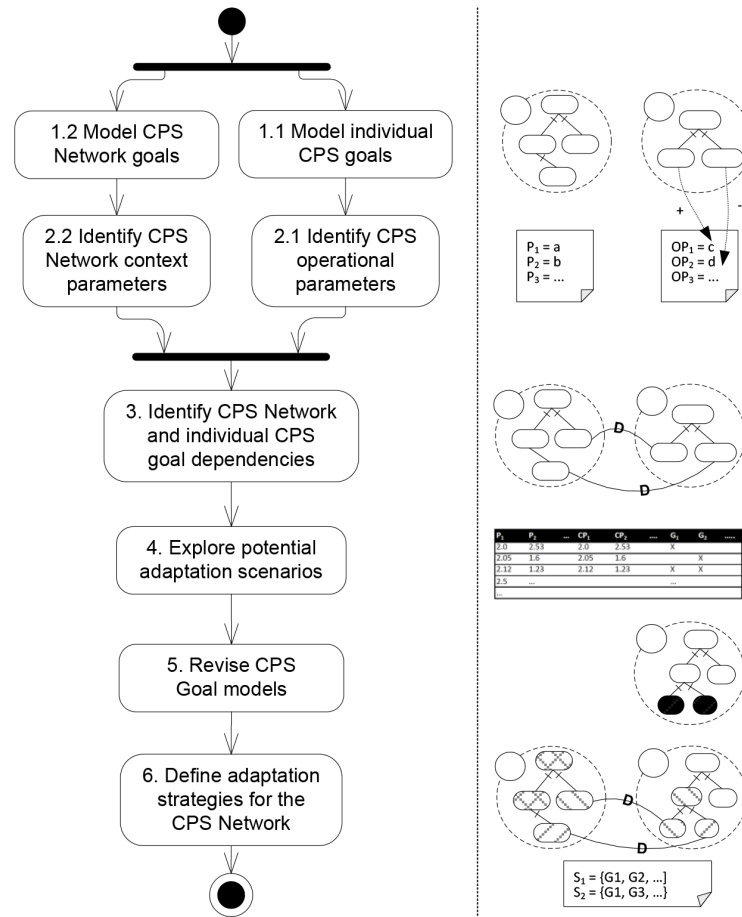 1.2 Model CPS
Network goals
1.1 Model individual
CPS goals
2.2 Identify CPS
Network context
parameters
2.1 Identify CPS
operational
parameters
+
-
P₁ = a
P₂ = b
P₃ = ...
OP₁ = c
OP₂ = d
OP₃ = ...
3. Identify CPS Network
and individual CPS
goal dependencies
D
D
4. Explore potential
adaptation scenarios
P₁ P₂ ... CP₁ CP₂ .... G₁ G₂ .....
2.0 2.53 2.0 2.53 X
2.05 1.6 2.05 1.6 X
2.12 1.23 2.12 1.23 X X
2.5 ... ...
...
5. Revise CPS
Goal models
6. Define adaptation
strategies for the
CPS Network
D
D
S₁ = {G1, G2, ...]
S₂ = {G1, G3, ...}